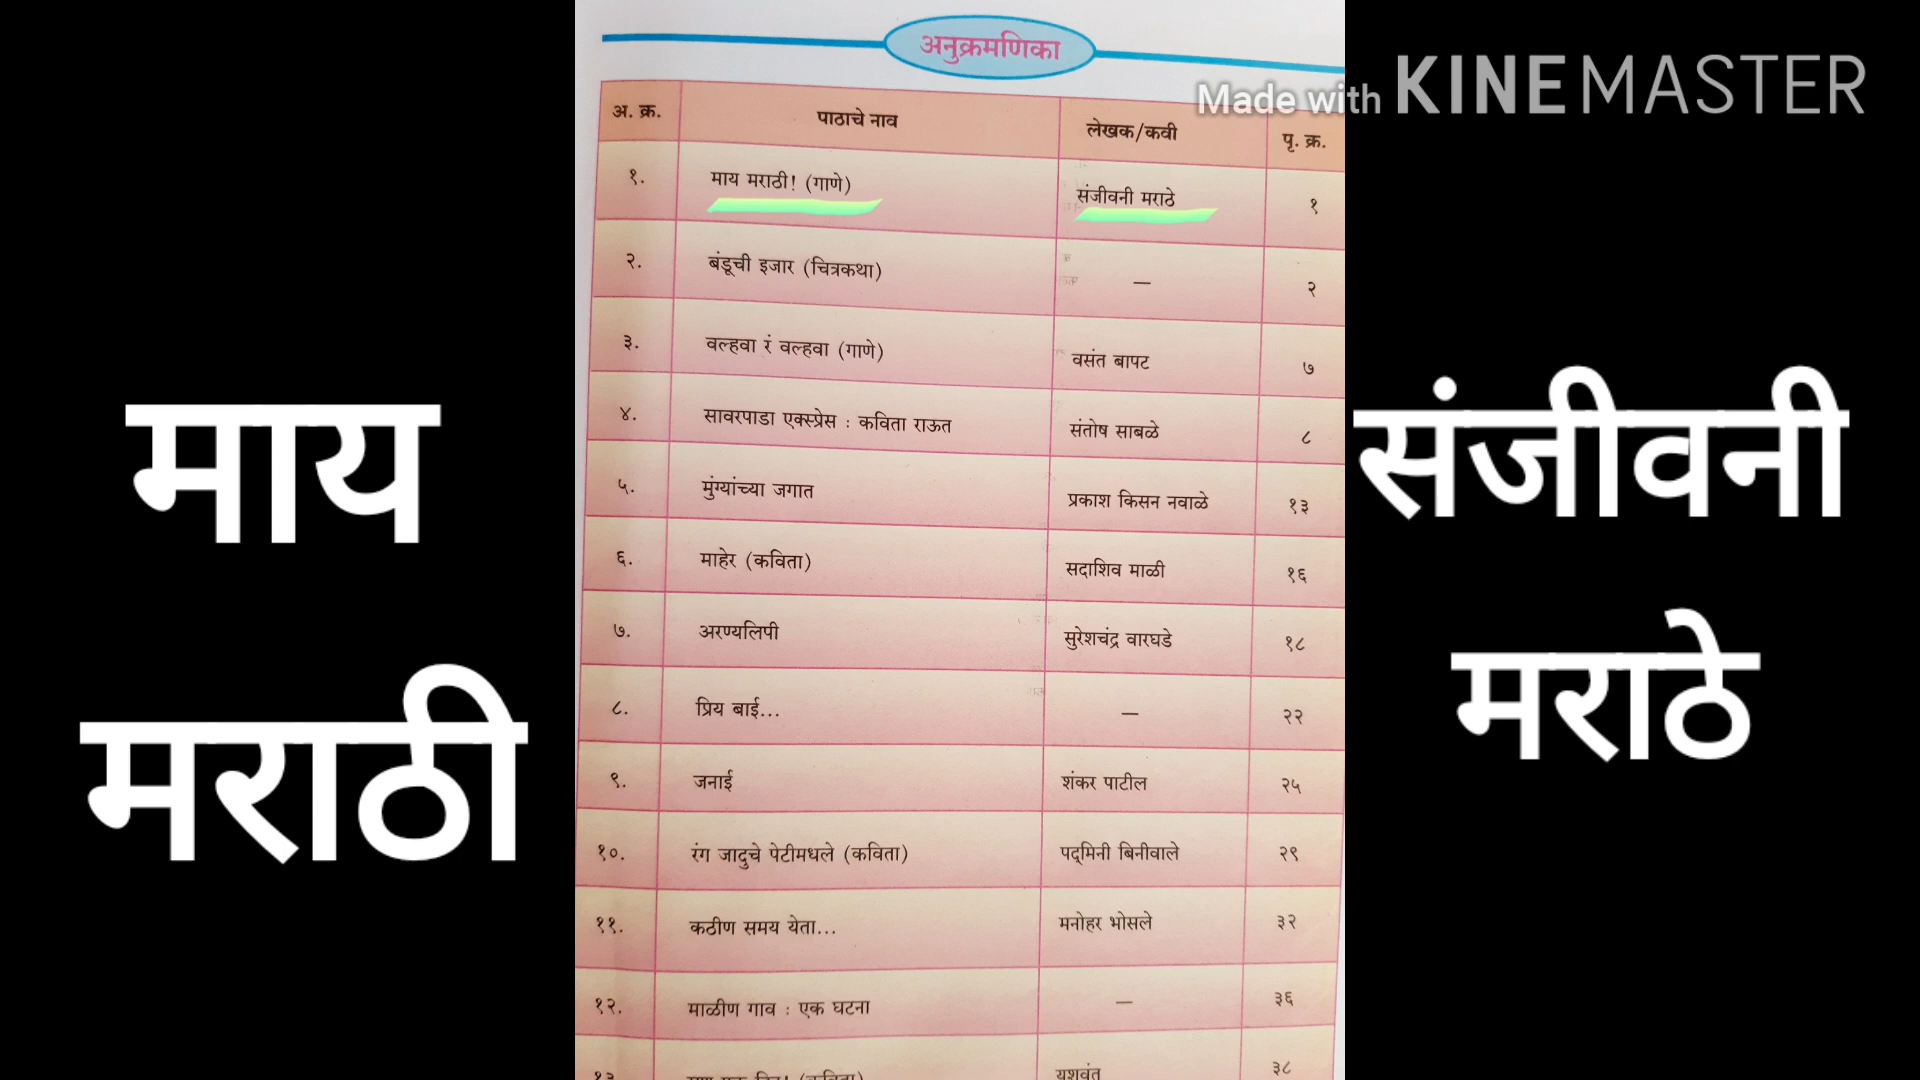 अनुक्रमणिका
Made with KINEMASTER
अ. क्र. पाठाचे नाव लेखक/कवी पृ. क्र.
१. माय मराठी! (गाणे) संजीवनी मराठे १
२. बंडूची इजार (चित्रकथा) — २
३. वल्हवा रं वल्हवा (गाणे) वसंत बापट ७
४. सावरपाडा एक्स्प्रेस : कविता राऊत संतोष साबळे ८
५. मुंग्यांच्या जगात प्रकाश किसन नवाळे १३
६. माहेर (कविता) सदाशिव माळी १६
७. अरण्यलिपी सुरेशचंद्र वारघडे १८
८. प्रिय बाई... — २२
९. जनाई शंकर पाटील २५
१०. रंग जादुचे पेटीमधले (कविता) पद्मिनी बिनीवाले २९
११. कठीण समय येता... मनोहर भोसले ३२
१२. माळीण गाव : एक घटना — ३६
१३. (कविता) यशवंत ३८
माय
मराठी
संजीवनी
मराठे